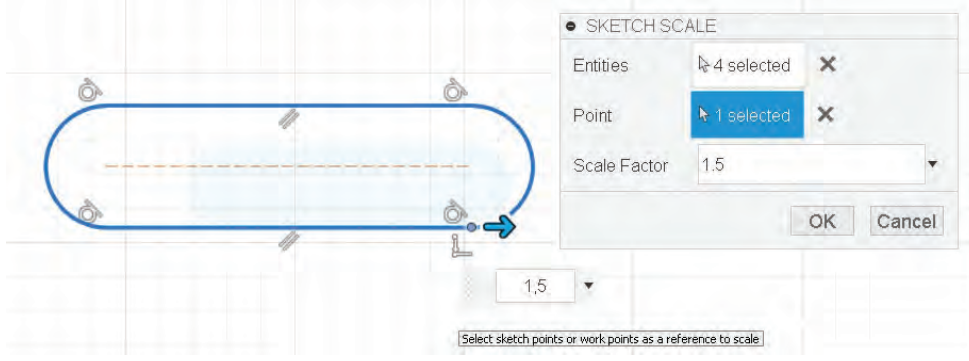 SKETCH SCALE
Entities 4 selected
Point 1 selected
Scale Factor 1.5
OK Cancel
1,5
Select sketch points or work points as a reference to scale